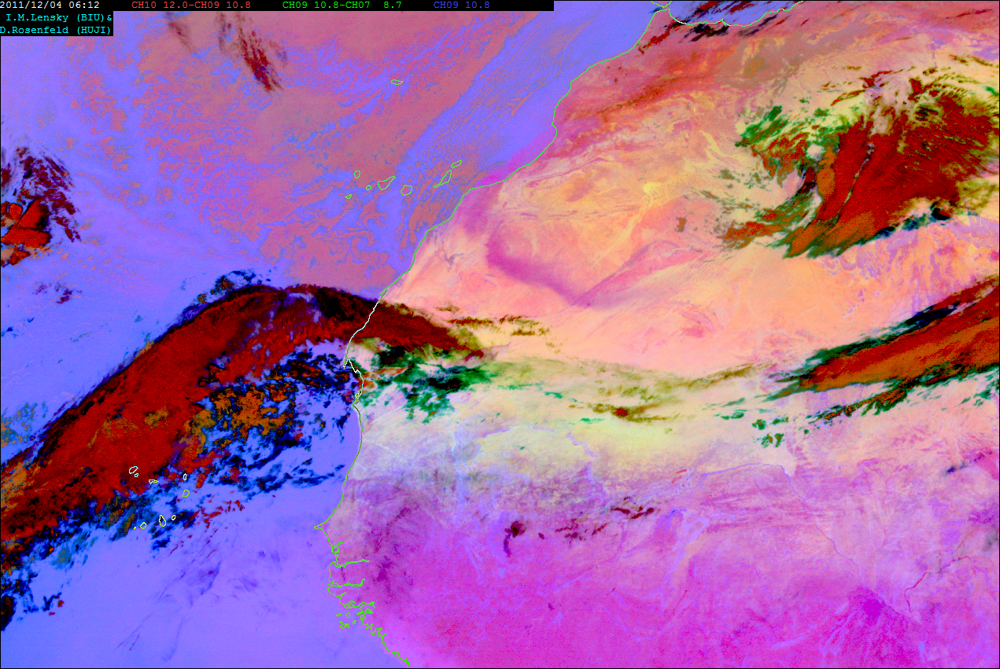 2011/12/04 06:12 CH10 12.0-CH09 10.8 CH09 10.8-CH07 8.7 CH09 10.8
I.M.Lensky (BIU)&
D.Rosenfeld (HUJI)